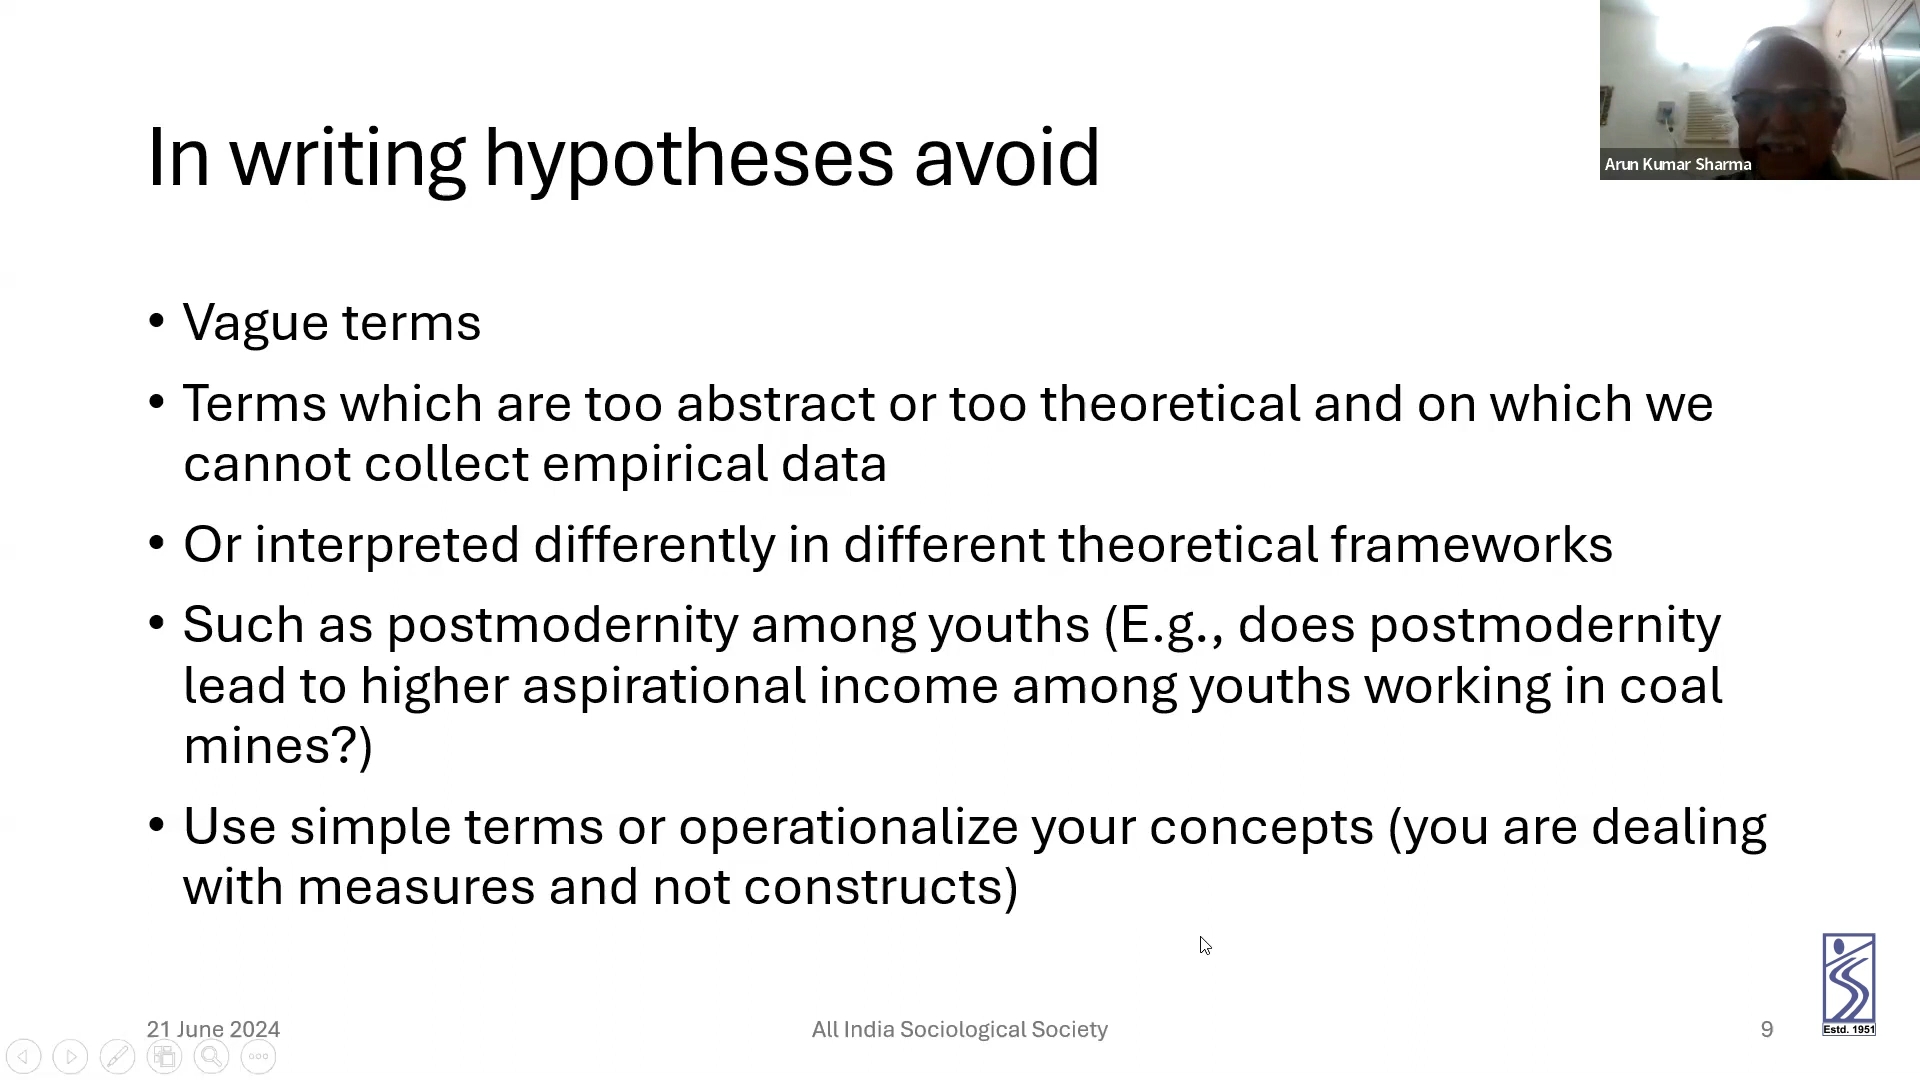 Arun Kumar Sharma
In writing hypotheses avoid
• Vague terms
• Terms which are too abstract or too theoretical and on which we
cannot collect empirical data
• Or interpreted differently in different theoretical frameworks
• Such as postmodernity among youths (E.g., does postmodernity
lead to higher aspirational income among youths working in coal
mines?)
• Use simple terms or operationalize your concepts (you are dealing
with measures and not constructs)
Estd. 1951
21 June 2024
All India Sociological Society
9